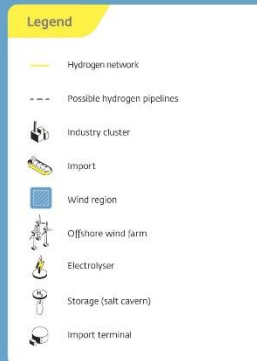 Legend
Hydrogen network
Possible hydrogen pipelines
Industry cluster
Import
Wind region
Offshore wind farm
Electrolyser
H₂
Storage (salt cavern)
Import terminal